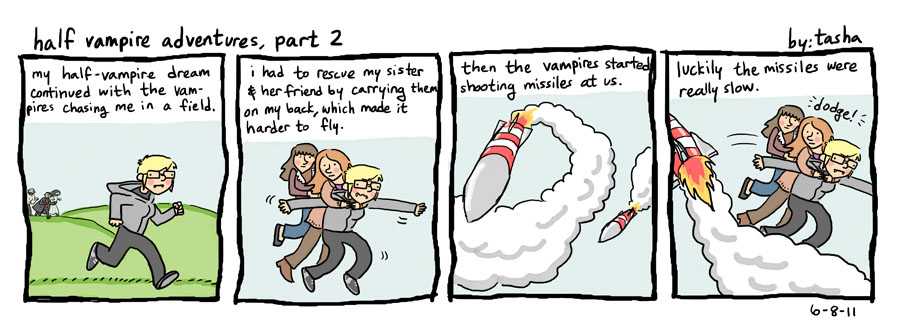 half vampire adventures, part 2
by: tasha
my half-vampire dream
continued with the vam-
pires chasing me in a field.
i had to rescue my sister
& her friend by carrying them
on my back, which made it
harder to fly.
then the vampires started
shooting missiles at us.
luckily the missiles were
really slow.
dodge!
6-8-11